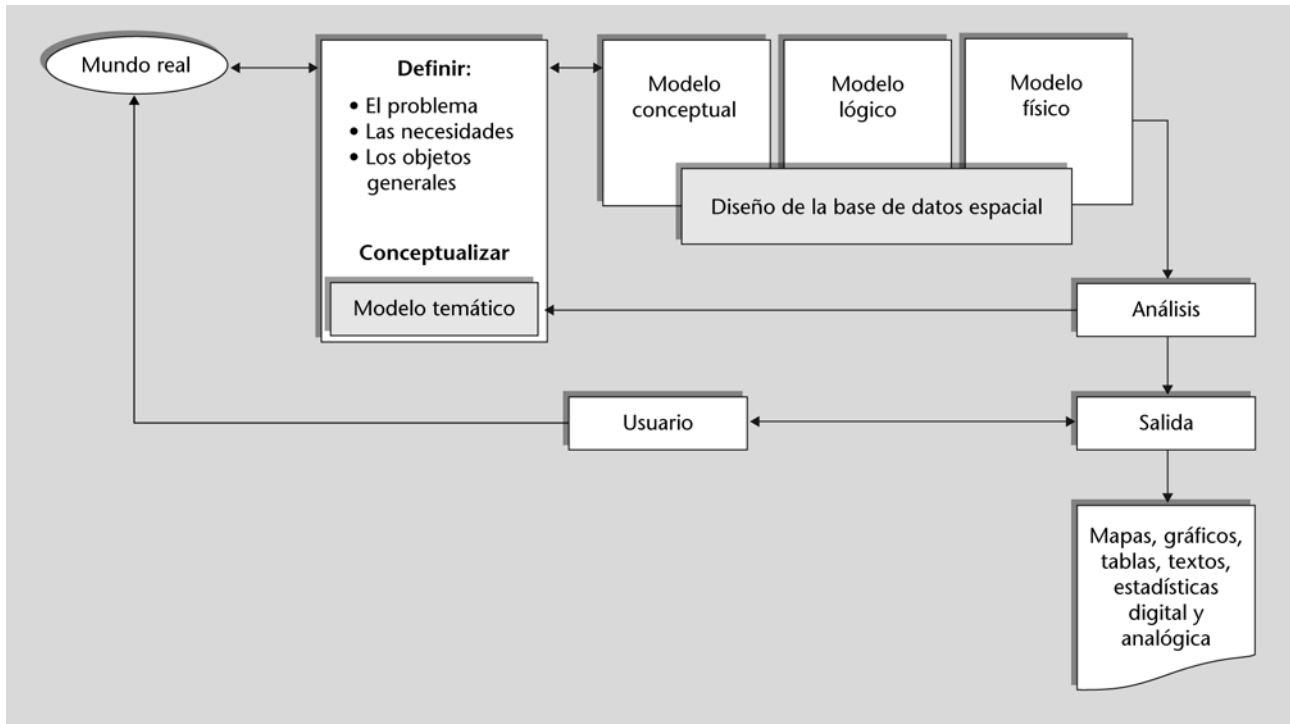 Mundo real
Definir:
• El problema
• Las necesidades
• Los objetos
generales
Conceptualizar
Modelo temático
Modelo
conceptual
Modelo
lógico
Modelo
físico
Diseño de la base de datos espacial
Análisis
Usuario
Salida
Mapas, gráficos,
tablas, textos,
estadísticas
digital y
analógica